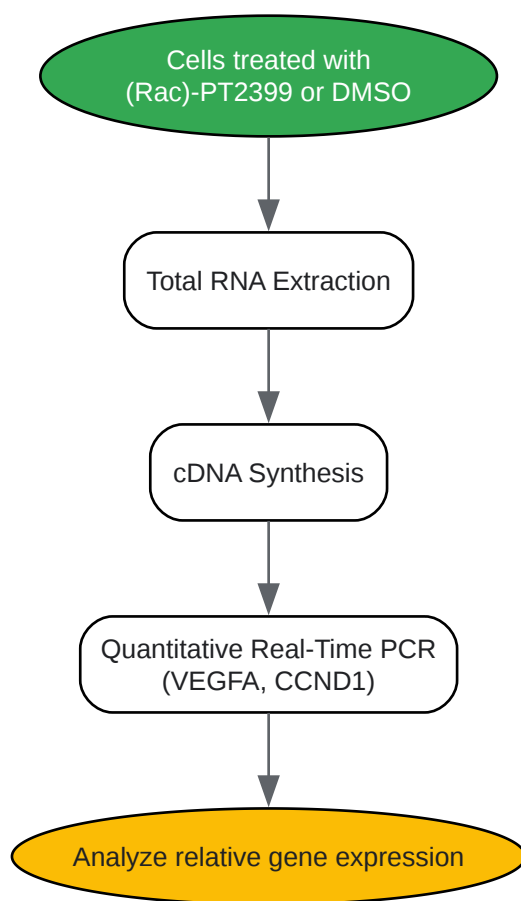 Cells treated with
(Rac)-PT2399 or DMSO
Total RNA Extraction
cDNA Synthesis
Quantitative Real-Time PCR
(VEGFA, CCND1)
Analyze relative gene expression